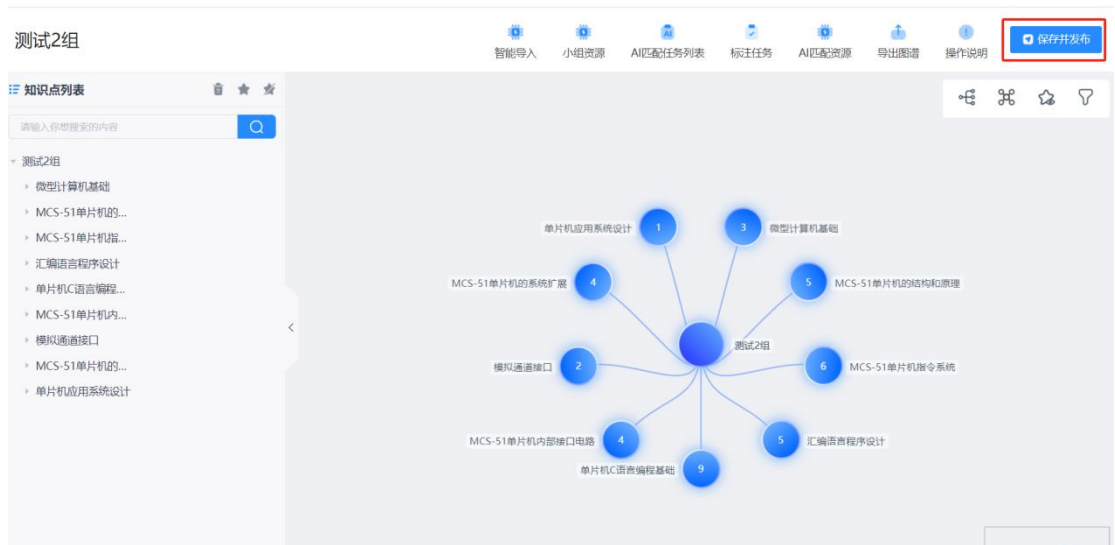 测试2组
智能导入
小组资源
AI匹配任务列表
标注任务
AI匹配资源
导出图谱
操作说明
保存并发布
知识点列表
请输入你想搜索的内容
测试2组
微型计算机基础
MCS-51单片机的...
MCS-51单片机指...
汇编语言程序设计
单片机C语言编程...
MCS-51单片机内...
模拟通道接口
MCS-51单片机的...
单片机应用系统设计
单片机应用系统设计 1
3 微型计算机基础
MCS-51单片机的系统扩展 4
5 MCS-51单片机的结构和原理
测试2组
模拟通道接口 2
6 MCS-51单片机指令系统
MCS-51单片机内部接口电路 4
5 汇编语言程序设计
单片机C语言编程基础 9